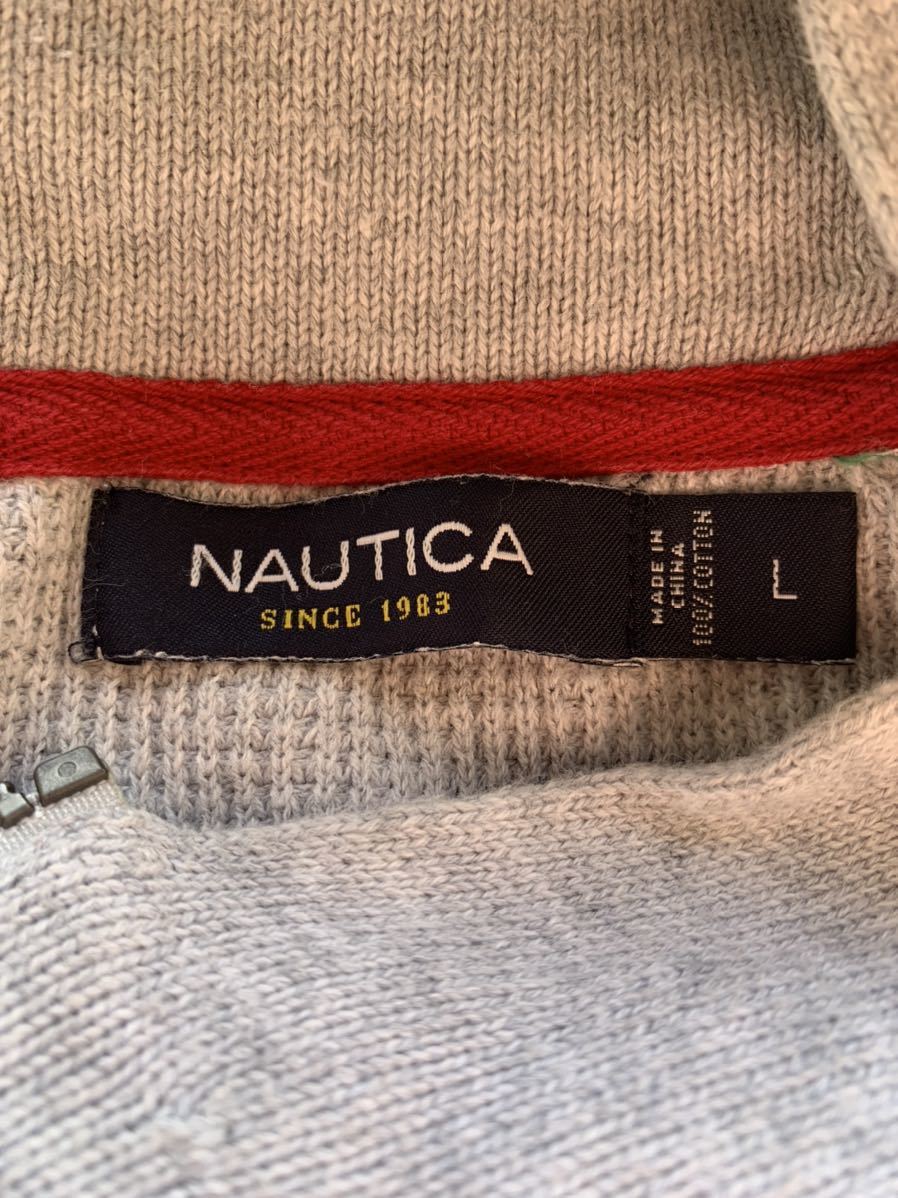 NAUTICA
SINCE 1983
MADE IN
CHINA
100% COTTON
L